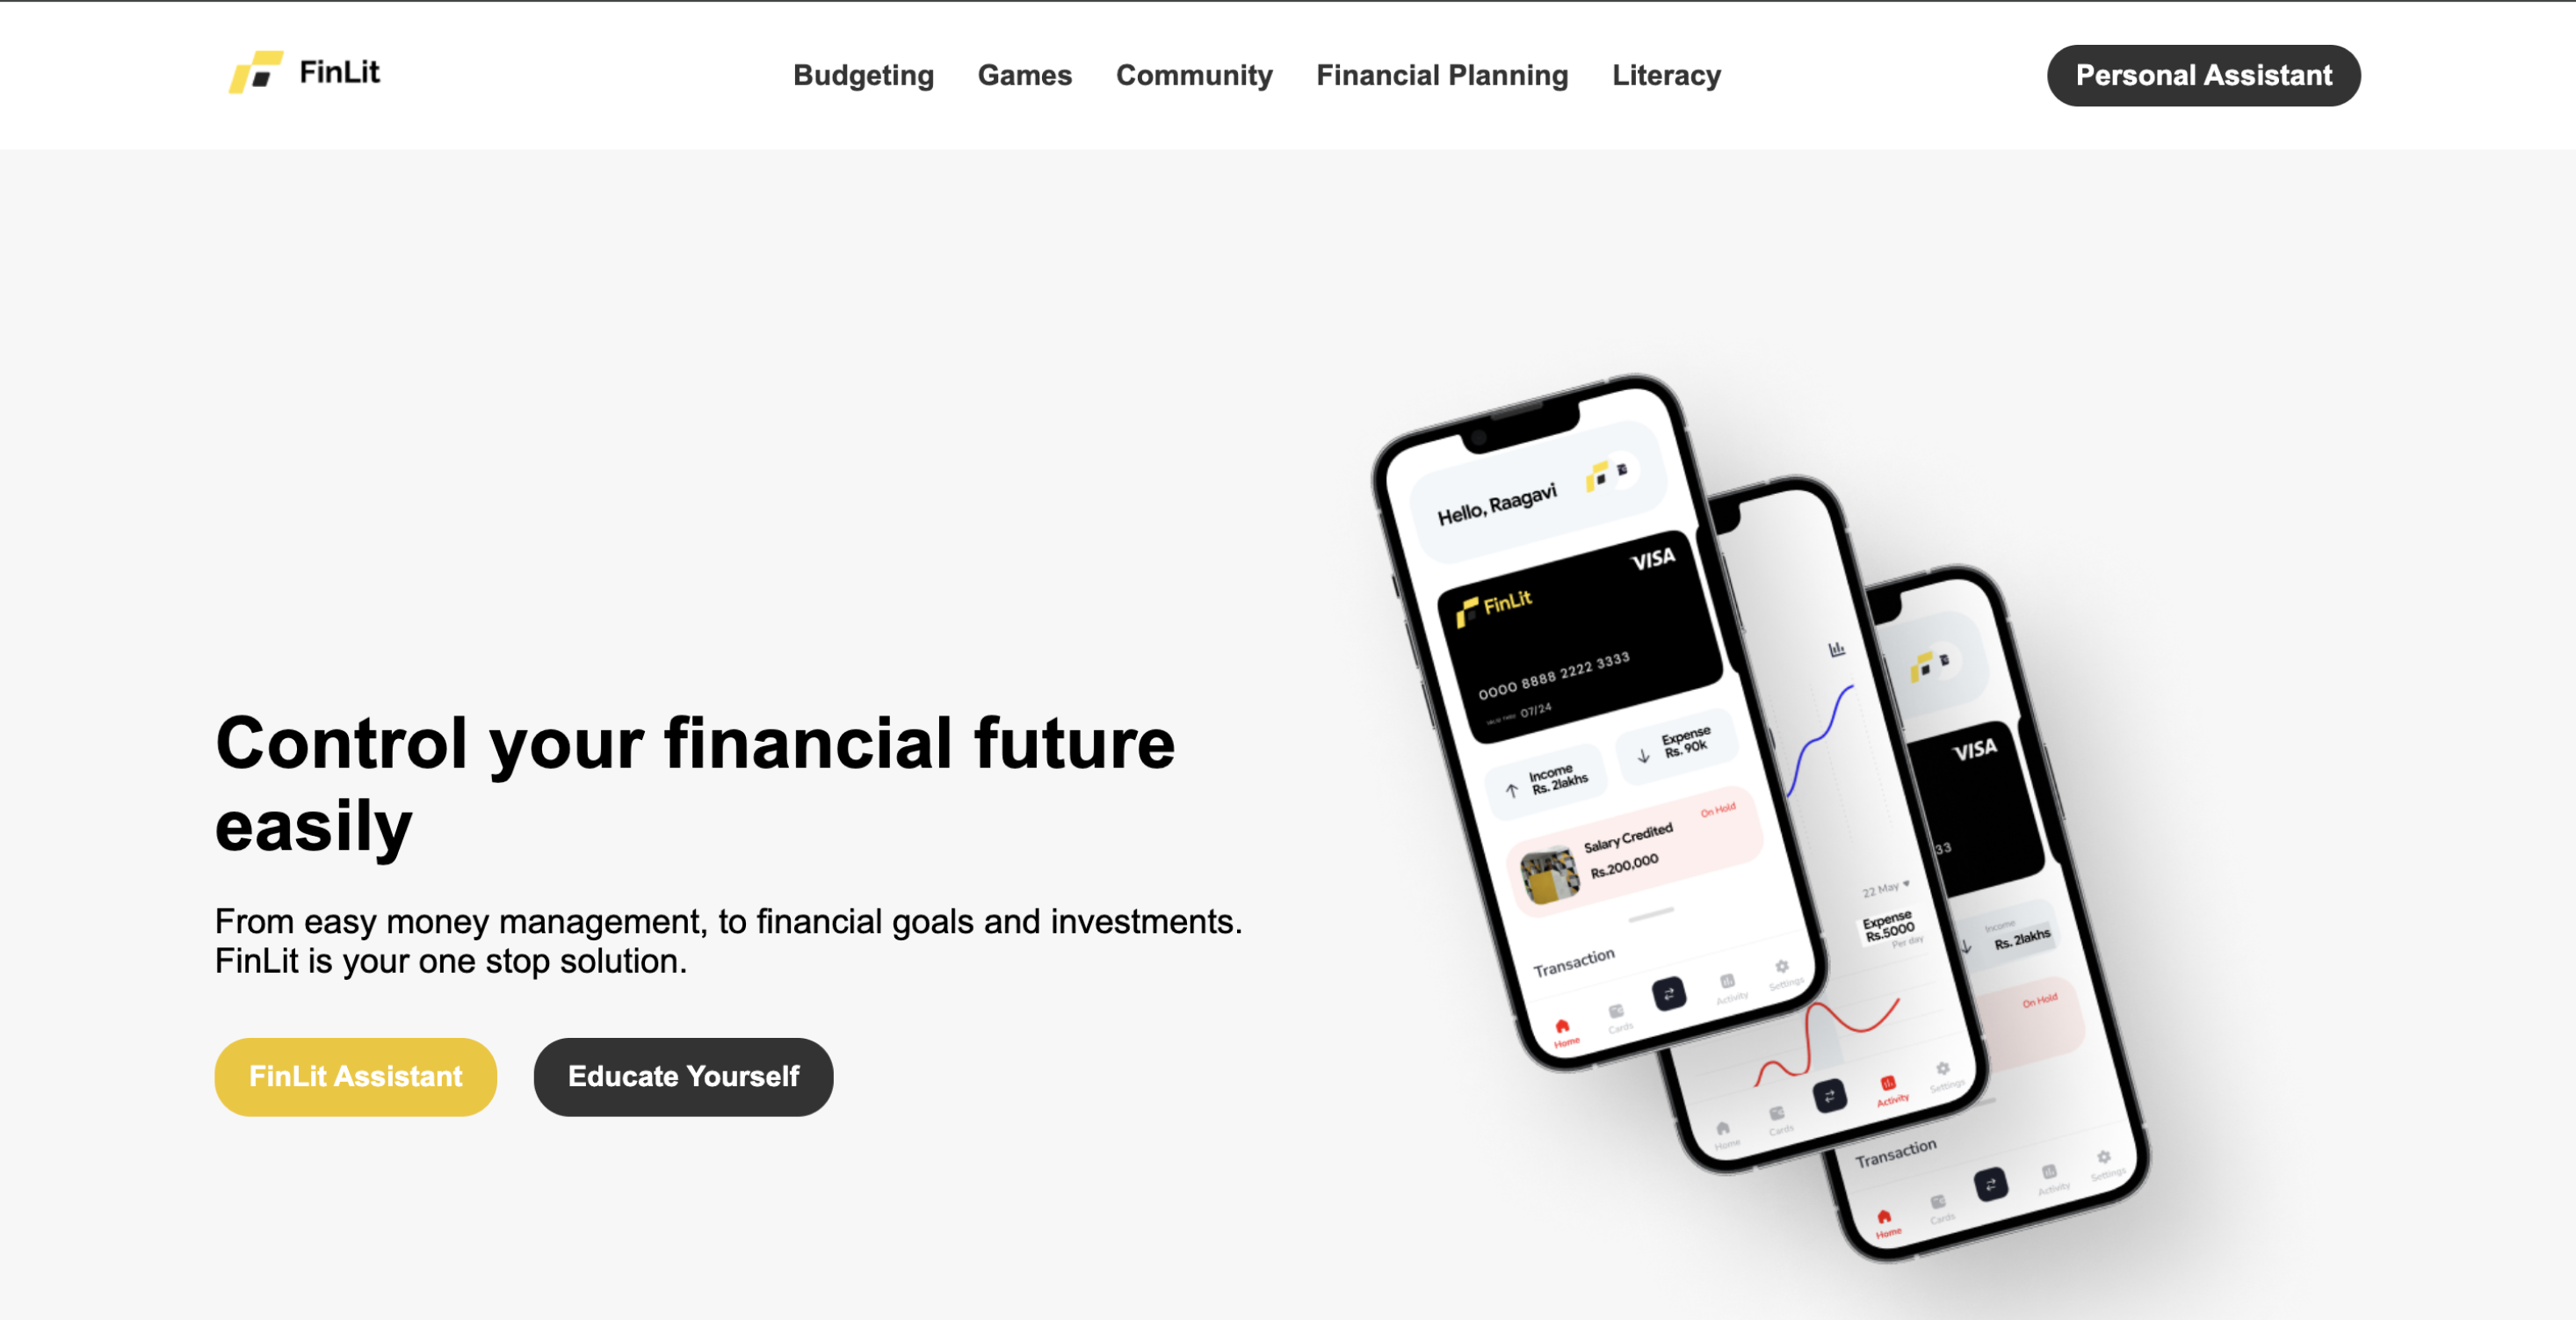 FinLit
Budgeting Games Community Financial Planning Literacy
Personal Assistant
Control your financial future
easily
From easy money management, to financial goals and investments.
FinLit is your one stop solution.
FinLit Assistant
Educate Yourself
Hello, Raagavi
VISA
FinLit
0000 8888 2222 3333
VALID THRU 07/24
Income
Rs. 2lakhs
Expense
Rs. 90k
Salary Credited
On Hold
Rs.200,000
Transaction
Home
Cards
Activity
Settings
22 May
Expense
Rs.5000
Per day
Home
Cards
Activity
Settings
VISA
33
Income
Rs. 2lakhs
On Hold
Transaction
Home
Cards
Activity
Settings